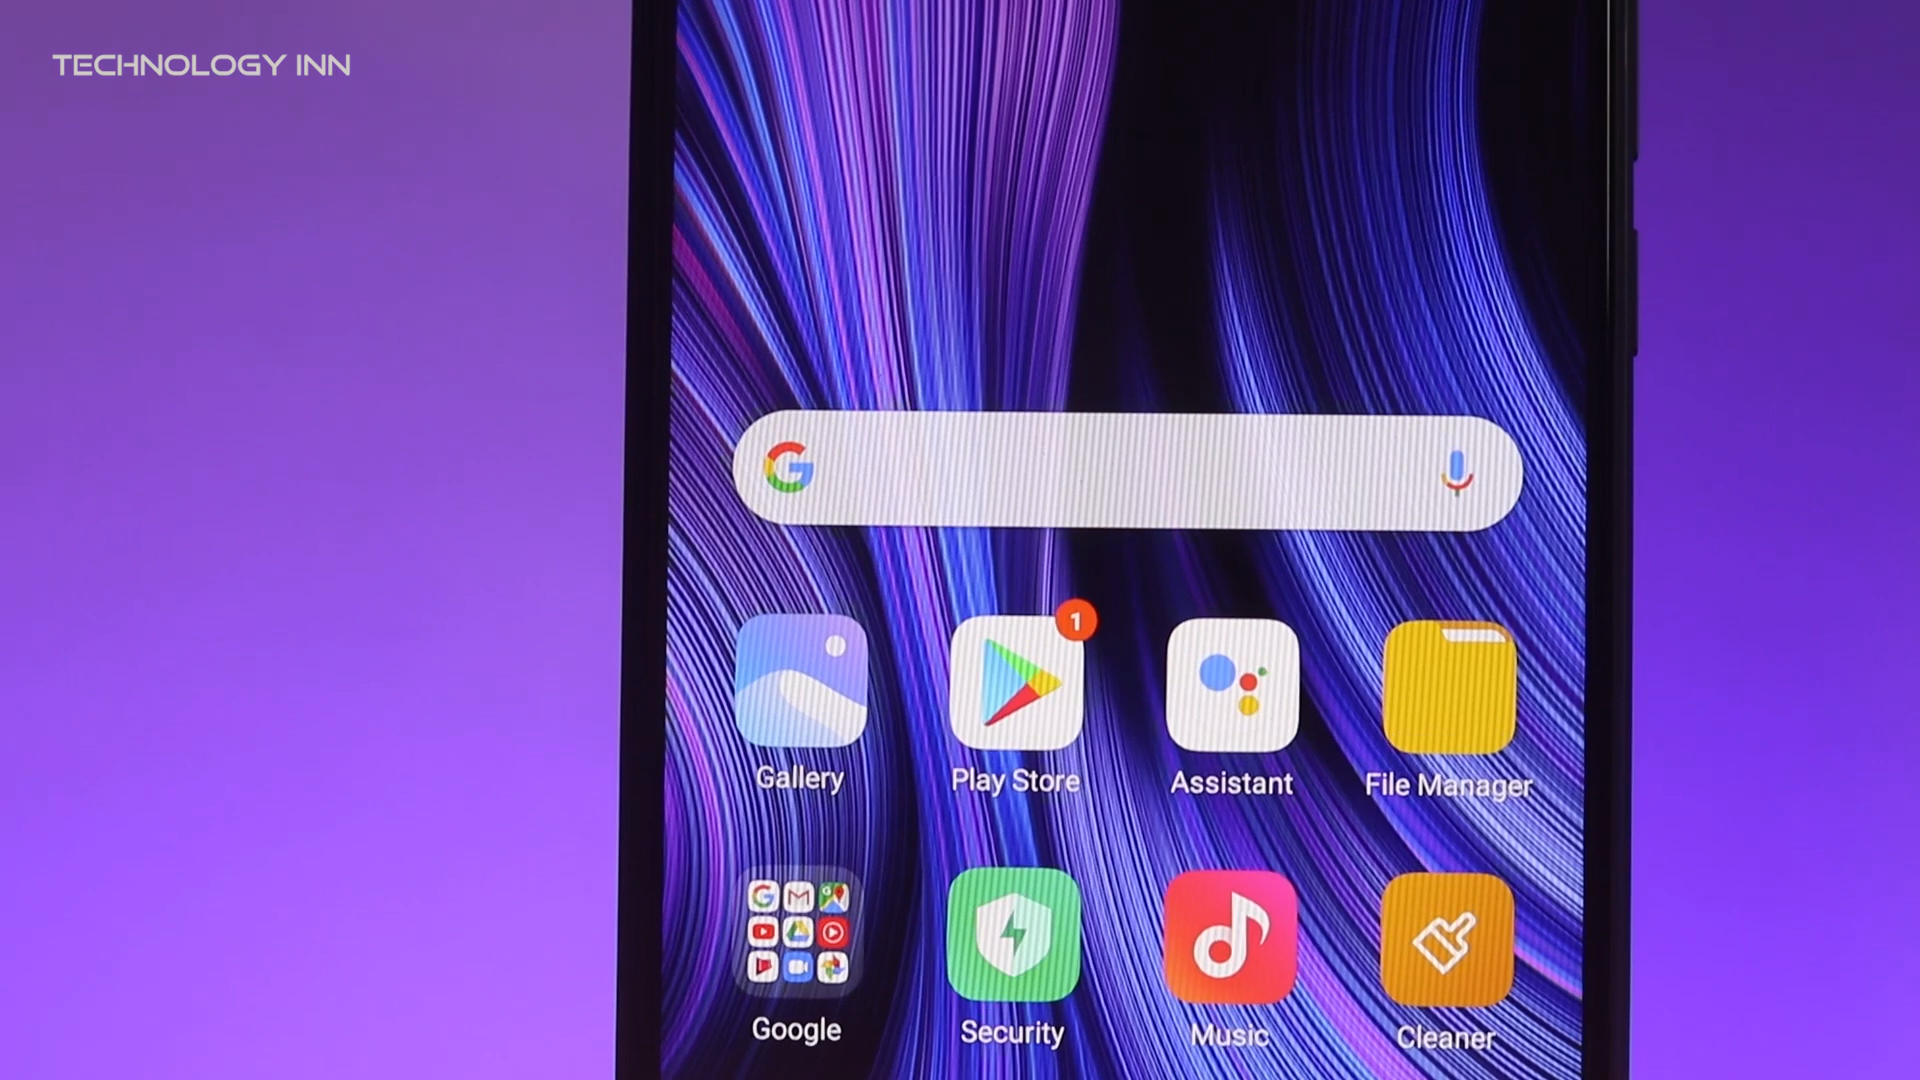 TECHNOLOGY INN
1
Gallery
Play Store
Assistant
File Manager
Google
Security
Music
Cleaner